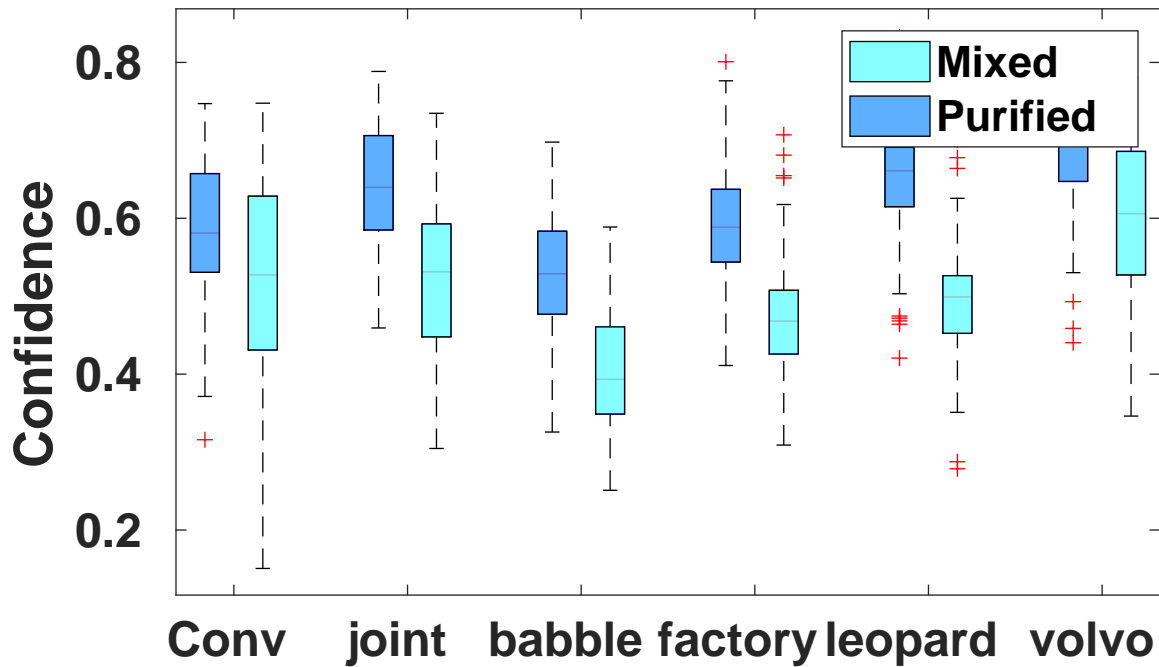 Confidence
0.8
0.6
0.4
0.2
Mixed
Purified
Conv joint babble factory leopard volvo